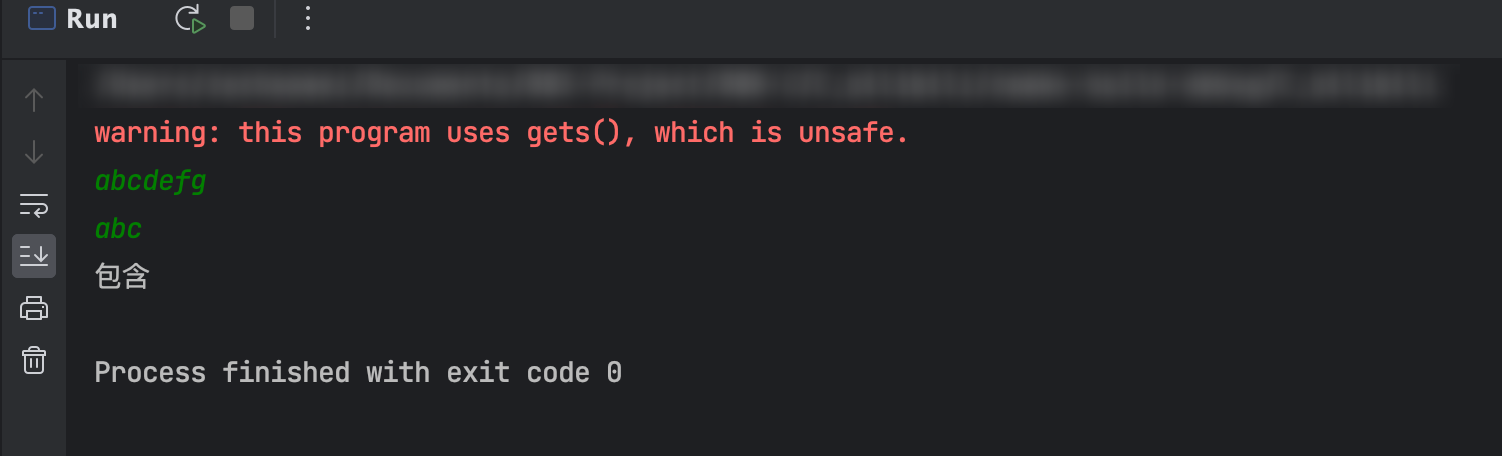 Run
warning: this program uses gets(), which is unsafe.
abcdefg
abc
包含
Process finished with exit code 0